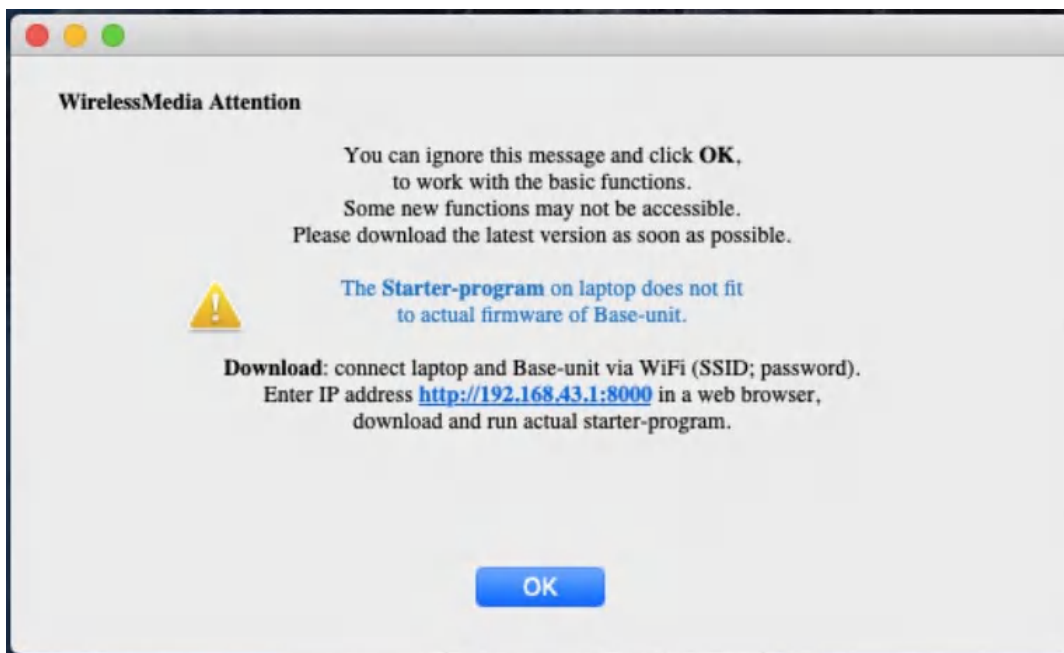 WirelessMedia Attention
You can ignore this message and click OK,
to work with the basic functions.
Some new functions may not be accessible.
Please download the latest version as soon as possible.
The Starter-program on laptop does not fit
to actual firmware of Base-unit.
Download: connect laptop and Base-unit via WiFi (SSID; password).
Enter IP address http://192.168.43.1:8000 in a web browser,
download and run actual starter-program.
OK